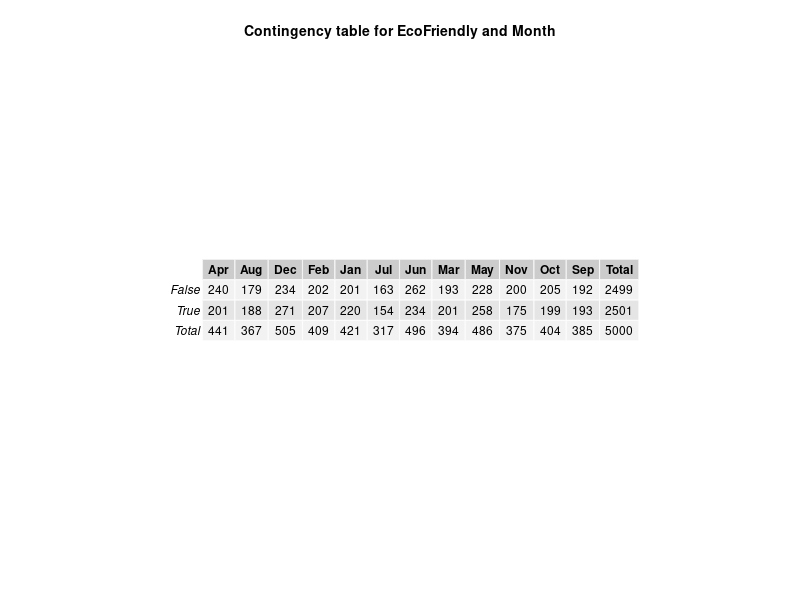 Contingency table for EcoFriendly and Month
Apr Aug Dec Feb Jan Jul Jun Mar May Nov Oct Sep Total
False 240 179 234 202 201 163 262 193 228 200 205 192 2499
True 201 188 271 207 220 154 234 201 258 175 199 193 2501
Total 441 367 505 409 421 317 496 394 486 375 404 385 5000